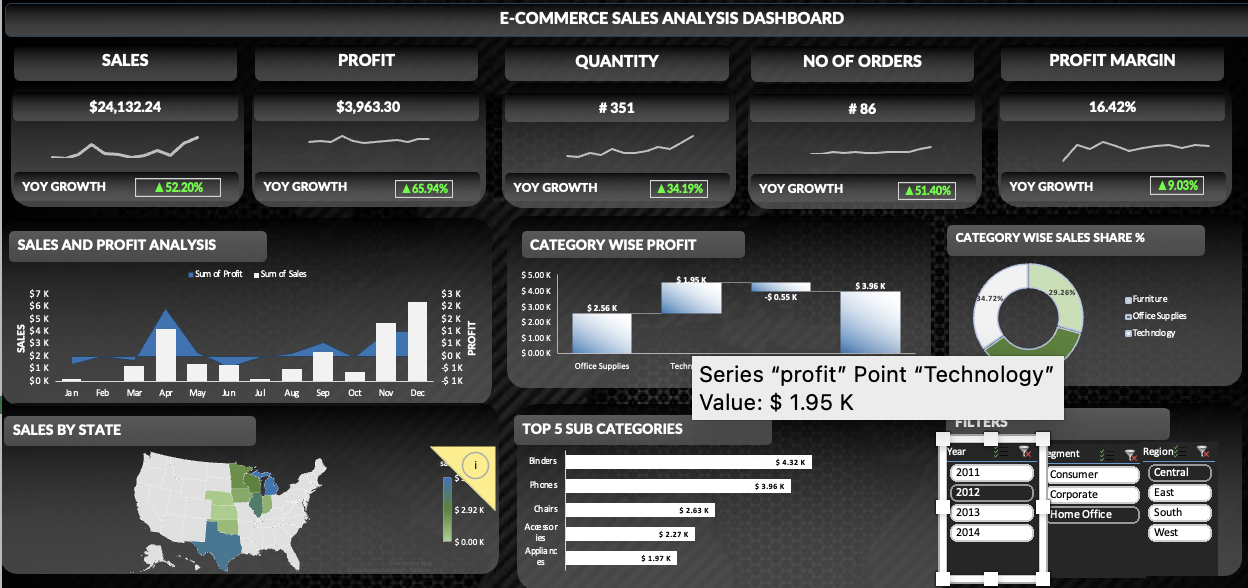 E-COMMERCE SALES ANALYSIS DASHBOARD
SALES
PROFIT
QUANTITY
NO OF ORDERS
PROFIT MARGIN
$24,132.24
$3,963.30
# 351
# 86
16.42%
YOY GROWTH ▲52.20%
YOY GROWTH ▲65.94%
YOY GROWTH ▲34.19%
YOY GROWTH ▲51.40%
YOY GROWTH ▲9.03%
SALES AND PROFIT ANALYSIS
Sum of Profit Sum of Sales
$7 K
$6 K
$5 K
$4 K
$3 K
$2 K
$1 K
$0 K
SALES
$3 K
$2 K
$2 K
$1 K
$1 K
$0 K
-$ 1K
-$ 1K
PROFIT
Jan Feb Mar Apr May Jun Jul Aug Sep Oct Nov Dec
CATEGORY WISE PROFIT
$ 5.00 K
$ 4.00 K
$ 3.00 K
$ 2.00 K
$ 1.00 K
$ 0.00 K
$ 2.56 K
$ 1.95 K
-$ 0.55 K
$ 3.96 K
Office Supplies
Series “profit” Point “Technology”
Value: $ 1.95 K
CATEGORY WISE SALES SHARE %
34.72%
29.26%
Furniture
Office Supplies
Technology
SALES BY STATE
$ 2.92 K
$ 0.00 K
i
TOP 5 SUB CATEGORIES
Binders $ 4.32 K
Phones $ 3.96 K
Chairs $ 2.63 K
Accessor
ies $ 2.27 K
Applianc
es $ 1.97 K
FILTERS
Year
2011
2012
2013
2014
egment
Consumer
Corporate
Home Office
Region
Central
East
South
West